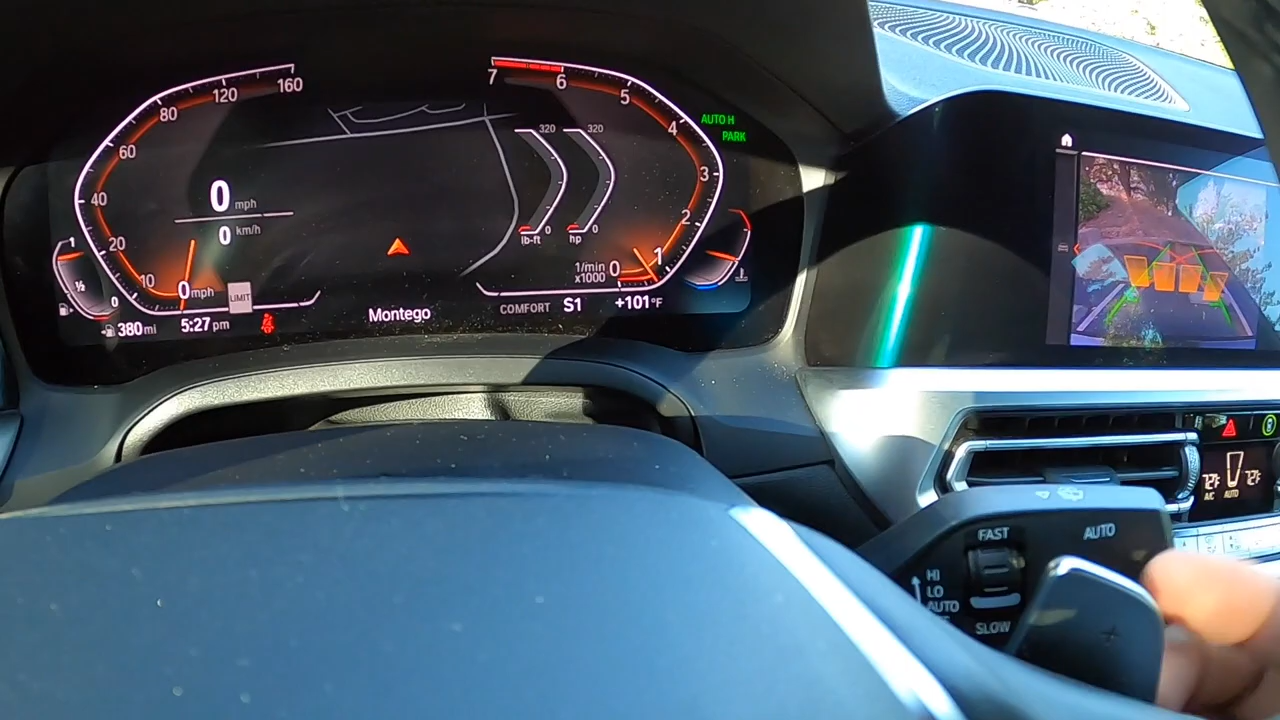 160
120
80
60
40
20
10
0 mph
0 km/h
0mph
LIMIT
1
½
0
380 mi
5:27 pm
Montego
7
6
5
4
3
2
1
0
1/min
x1000
320
320
0
0
lb-ft
hp
COMFORT
S1
+101°F
AUTO H
PARK
72°F
72°F
A/C
AUTO
FAST
AUTO
HI
LO
AUTO
SLOW
+